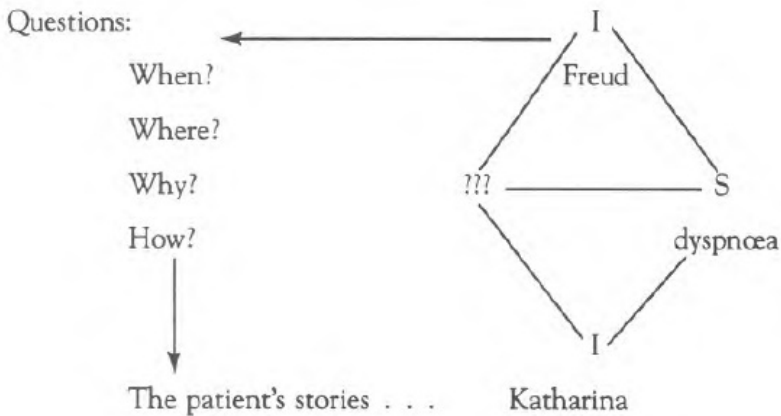 Questions:
I
When?
Freud
Where?
Why?
???
S
How?
dyspnœa
I
The patient's stories . . . Katharina